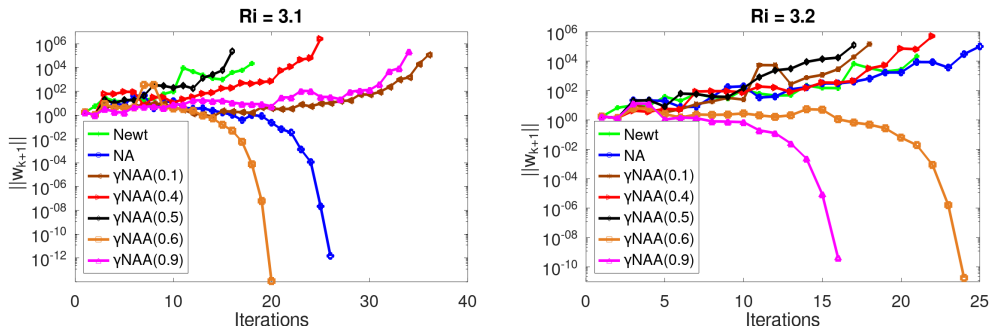 Ri = 3.1
||w_{k+1}||
10^{06}
10^{04}
10^{02}
10^{00}
10^{-02}
10^{-04}
10^{-06}
10^{-08}
10^{-10}
10^{-12}
Newt
NA
γNAA(0.1)
γNAA(0.4)
γNAA(0.5)
γNAA(0.6)
γNAA(0.9)
0 10 20 30 40
Iterations
Ri = 3.2
||w_{k+1}||
10^{06}
10^{04}
10^{02}
10^{00}
10^{-02}
10^{-04}
10^{-06}
10^{-08}
10^{-10}
Newt
NA
γNAA(0.1)
γNAA(0.4)
γNAA(0.5)
γNAA(0.6)
γNAA(0.9)
0 5 10 15 20 25
Iterations